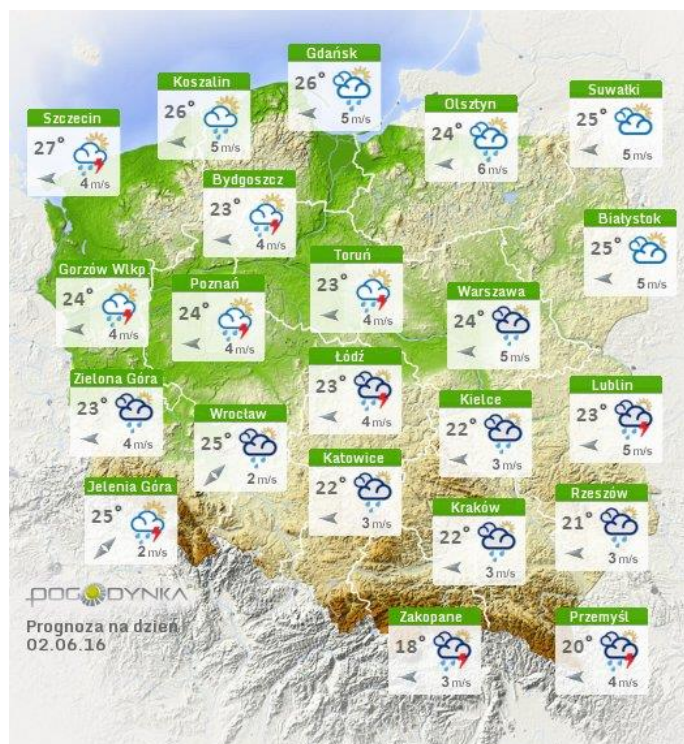 Gdańsk
26°
5 m/s
Koszalin
26°
5 m/s
Suwałki
25°
5 m/s
Olsztyn
24°
6 m/s
Szczecin
27°
4 m/s
Bydgoszcz
23°
4 m/s
Białystok
25°
5 m/s
Toruń
23°
4 m/s
Gorzów Wlkp.
24°
4 m/s
Poznań
24°
4 m/s
Warszawa
24°
5 m/s
Łódź
23°
4 m/s
Zielona Góra
23°
4 m/s
Lublin
23°
5 m/s
Kielce
22°
3 m/s
Wrocław
25°
2 m/s
Katowice
22°
3 m/s
Jelenia Góra
25°
2 m/s
Rzeszów
21°
3 m/s
Kraków
22°
3 m/s
POGODYNKA
Prognoza na dzień
02.06.16
Zakopane
18°
3 m/s
Przemyśl
20°
4 m/s